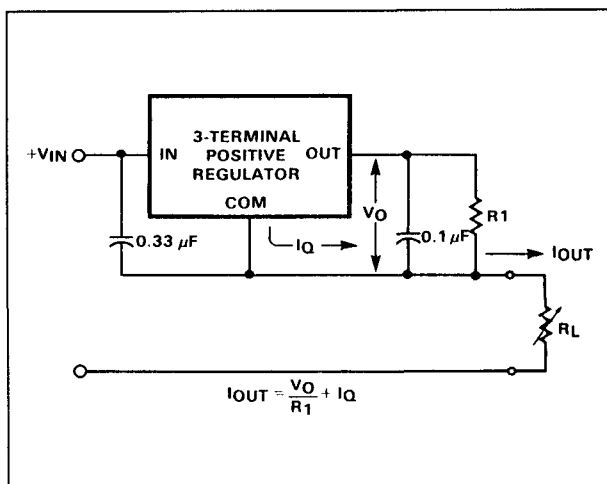 3-TERMINAL
+VIN IN POSITIVE OUT
REGULATOR
COM
VO
R1
IQ
0.33 μF
0.1 μF
IOUT
RL
IOUT = VO/R1 + IQ